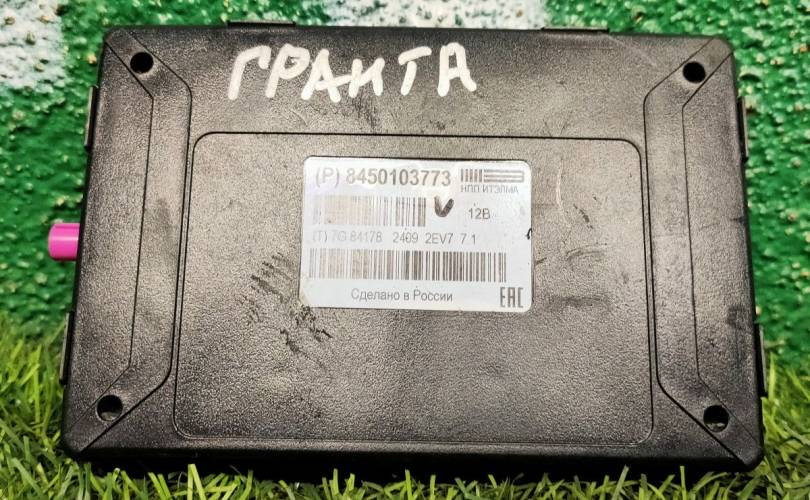 ГРАНТА
(P) 8450103773
НПП ИТЭЛМА
12В
(T) 7G 84178 2409 2EV7 7.1
Сделано в России
EAC